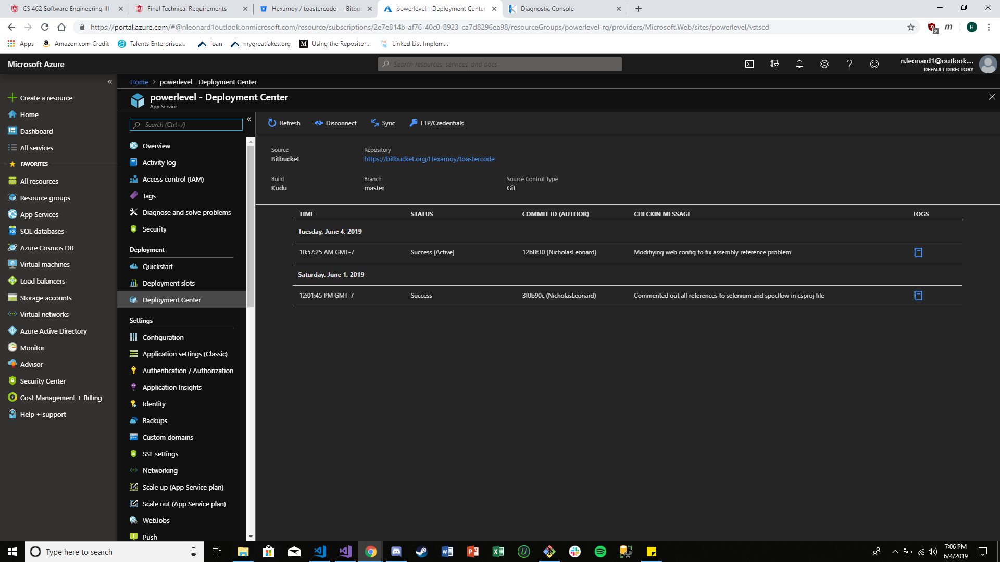 CS 462 Software Engineering III
Final Technical Requirements
Hexamoy / toastercode — Bitbuc
powerlevel - Deployment Center
Diagnostic Console
https://portal.azure.com/#@nleonard1outlook.onmicrosoft.com/resource/subscriptions/2e7e814b-af76-40c0-8923-ca7d8296ea98/resourceGroups/powerlevel-rg/providers/Microsoft.Web/sites/powerlevel/vstscd
2
m
H
Apps
Amazon.com Credit
Talents Enterprises...
loan
mygreatlakes.org
M Using the Repositor...
Linked List Implem...
Microsoft Azure
Search resources, services, and docs
n.leonard1@outlook....
DEFAULT DIRECTORY
Create a resource
Home
Dashboard
All services
FAVORITES
All resources
Resource groups
App Services
SQL databases
Azure Cosmos DB
Virtual machines
Load balancers
Storage accounts
Virtual networks
Azure Active Directory
Monitor
Advisor
Security Center
Cost Management + Billing
Help + support
Home > powerlevel - Deployment Center
powerlevel - Deployment Center
App Service
Search (Ctrl+/)
Overview
Activity log
Access control (IAM)
Tags
Diagnose and solve problems
Security
Deployment
Quickstart
Deployment slots
Deployment Center
Settings
Configuration
Application settings (Classic)
Authentication / Authorization
Application Insights
Identity
Backups
Custom domains
SSL settings
Networking
Scale up (App Service plan)
Scale out (App Service plan)
WebJobs
Push
Refresh
Disconnect
Sync
FTP/Credentials
Source
Bitbucket
Repository
https://bitbucket.org/Hexamoy/toastercode
Build
Kudu
Branch
master
Source Control Type
Git
TIME STATUS COMMIT ID (AUTHOR) CHECKIN MESSAGE LOGS
Tuesday, June 4, 2019
10:57:25 AM GMT-7 Success (Active) 12b8f30 (NicholasLeonard) Modifiying web config to fix assembly reference problem
Saturday, June 1, 2019
12:01:45 PM GMT-7 Success 3f0b90c (NicholasLeonard) Commented out all references to selenium and specflow in csproj file
Type here to search
7:06 PM
6/4/2019